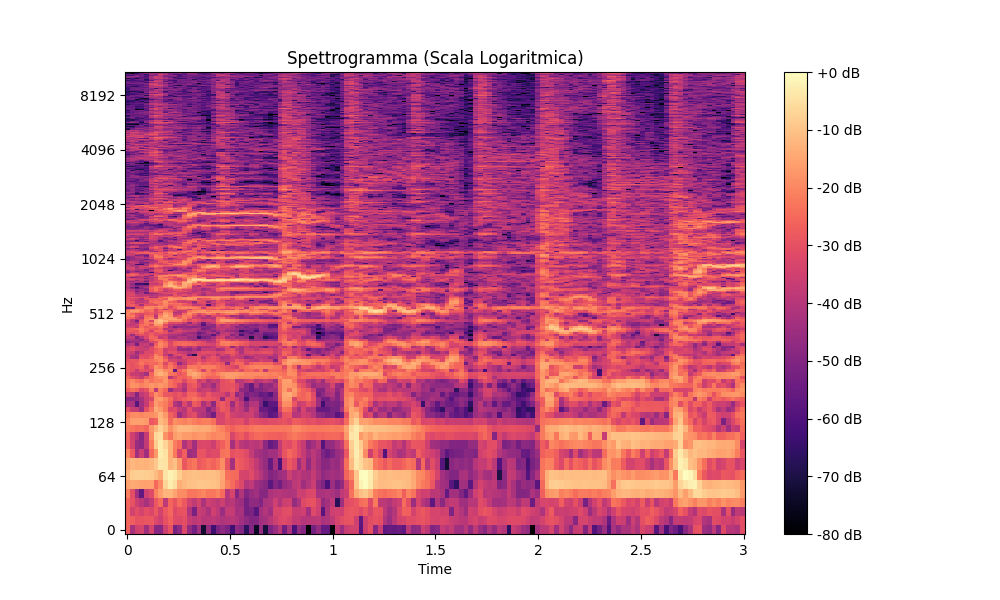 Spettrogramma (Scala Logaritmica)
8192
4096
2048
1024
512
256
128
64
0
Hz
0
0.5
1
1.5
2
2.5
3
Time
+0 dB
-10 dB
-20 dB
-30 dB
-40 dB
-50 dB
-60 dB
-70 dB
-80 dB